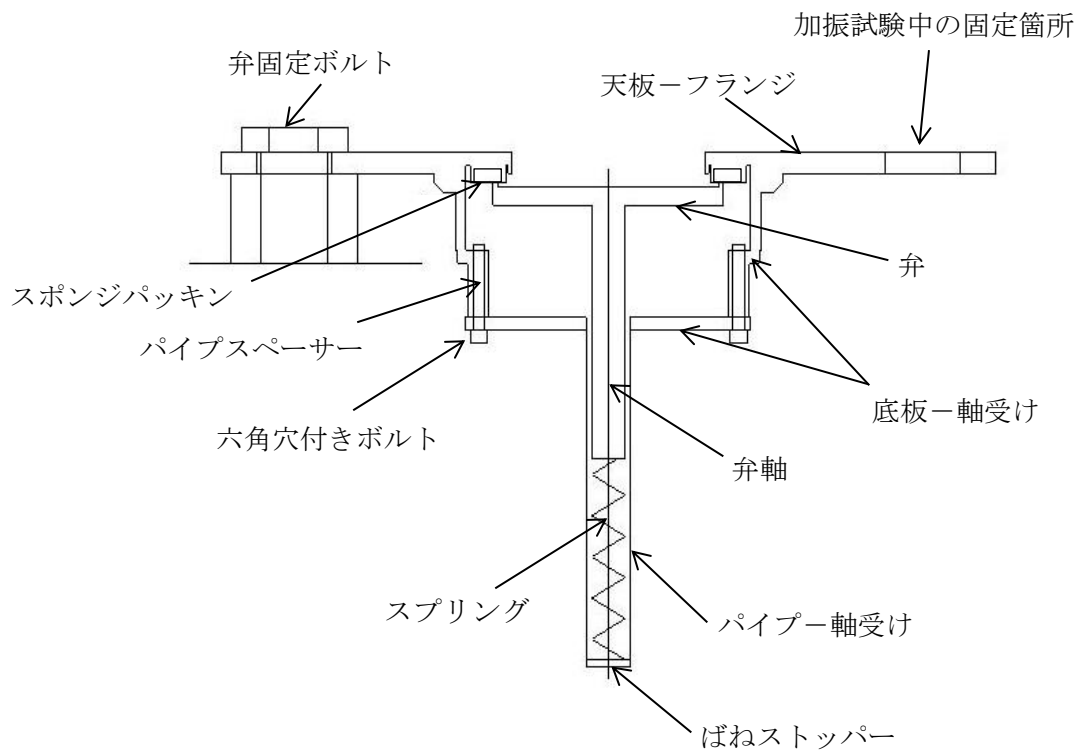 加振試験中の固定箇所
弁固定ボルト
天板－フランジ
弁
スポンジパッキン
パイプスペーサー
底板－軸受け
六角穴付きボルト
弁軸
スプリング
パイプ－軸受け
ばねストッパー